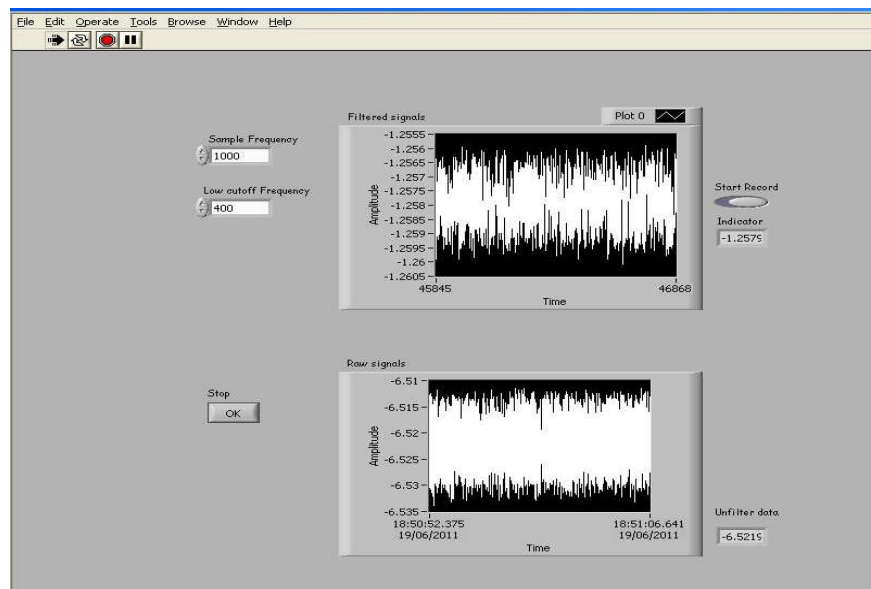 File Edit Operate Tools Browse Window Help
Filtered signals
Plot 0
Sample Frequency
1000
Low cutoff Frequency
400
-1.2555
-1.256
-1.2565
-1.257
-1.2575
-1.258
-1.2585
-1.259
-1.2595
-1.26
-1.2605
Amplitude
45845
46868
Time
Start Record
Indicator
-1.2579
Raw signals
Stop
OK
-6.51
-6.515
-6.52
-6.525
-6.53
-6.535
Amplitude
18:50:52.375
19/06/2011
18:51:06.641
19/06/2011
Time
Unfilter data
-6.5219